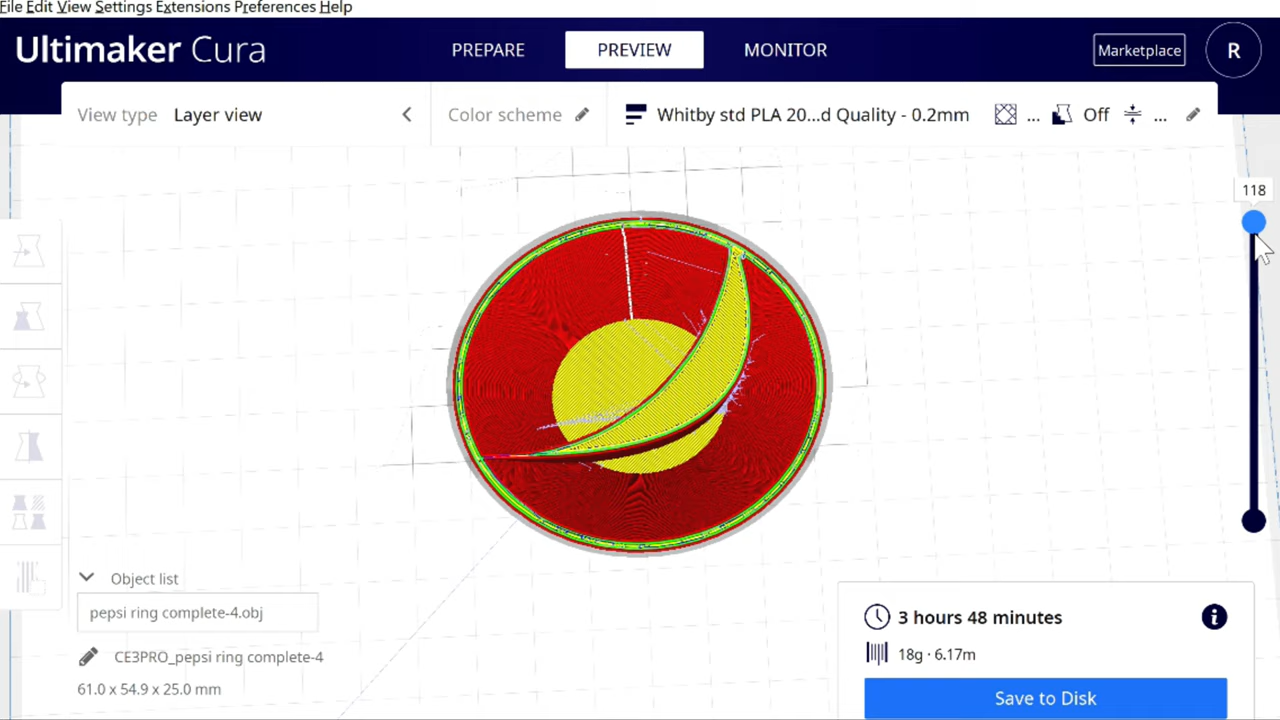 File Edit View Settings Extensions Preferences Help
Ultimaker Cura
PREPARE
PREVIEW
MONITOR
Marketplace
R
View type Layer view
Color scheme
Whitby std PLA 20...d Quality - 0.2mm
...
Off
...
118
Object list
pepsi ring complete-4.obj
CE3PRO_pepsi ring complete-4
61.0 x 54.9 x 25.0 mm
3 hours 48 minutes
18g · 6.17m
Save to Disk